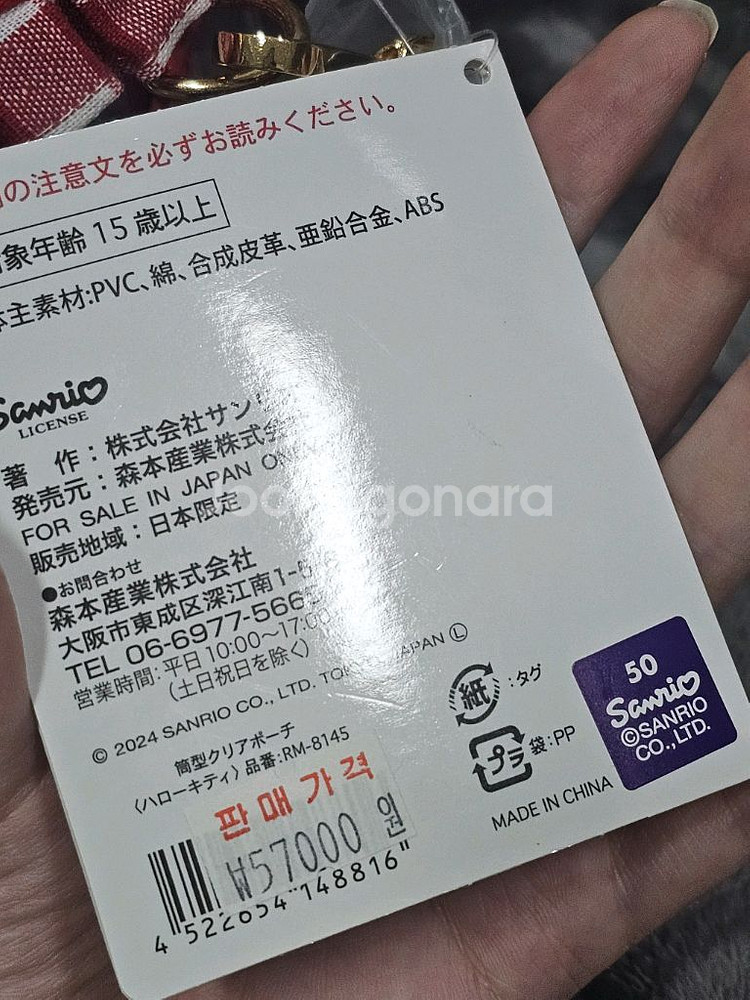 の注意文を必ずお読みください。
象年齢 15 歳以上
主素材:PVC、綿、合成皮革、亜鉛合金、ABS
Sanrio
LICENSE
著 作：株式会社サン
発売元：森本産業株式会
FOR SALE IN JAPAN ONLY
販売地域：日本限定
●お問合わせ
森本産業株式会社
大阪市東成区深江南1-5
TEL 06-6977-566
営業時間：平日10:00〜17:00
（土日祝日を除く）
© 2024 SANRIO CO., LTD. TOKYO, JAPAN Ⓛ
筒型クリアポーチ
〈ハローキティ〉品番:RM-8145
판매가격
₩57000 원
4 522654 148816
紙 : タグ
プラ 袋:PP
MADE IN CHINA
50
Sanrio
©SANRIO
CO.,LTD.
gonara